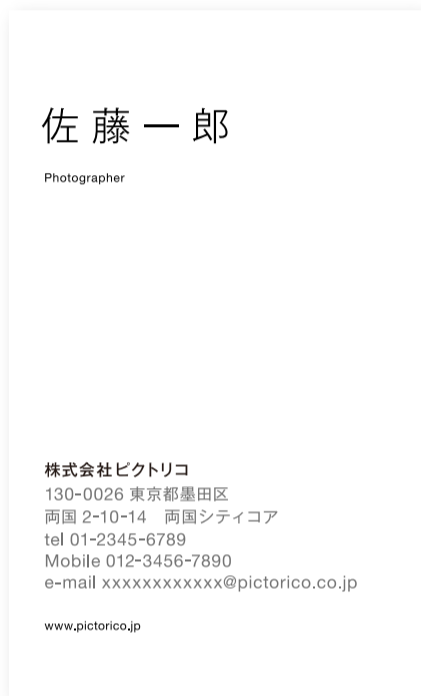 佐藤一郎
Photographer
株式会社ピクトリコ
130-0026 東京都墨田区
両国 2-10-14　両国シティコア
tel 01-2345-6789
Mobile 012-3456-7890
e-mail xxxxxxxxxxxx@pictorico.co.jp
www.pictorico.jp